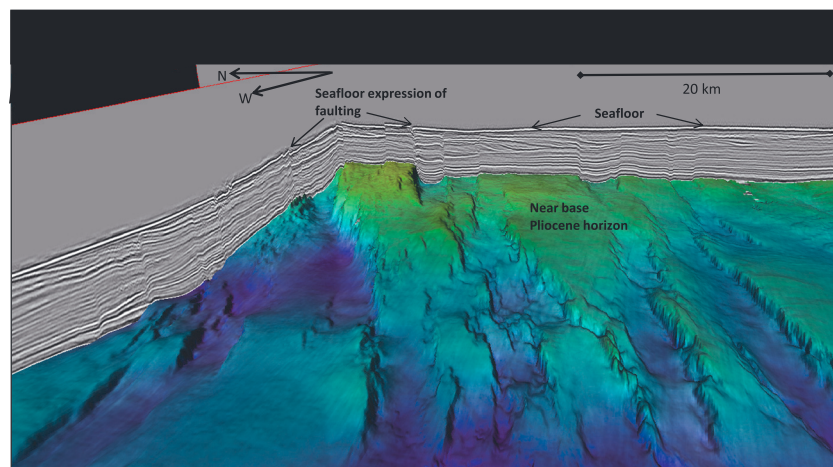 N
W
20 km
Seafloor expression of
faulting
Seafloor
Near base
Pliocene horizon